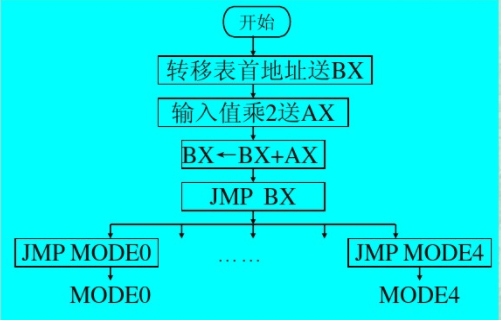 开始
转移表首地址送BX
输入值乘2送AX
BX←BX+AX
JMP BX
JMP MODE0 …… JMP MODE4
MODE0 MODE4